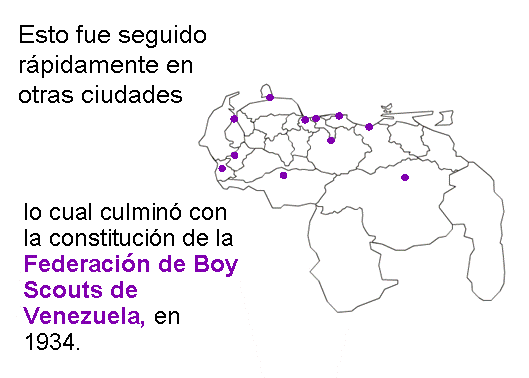 Esto fue seguido
rápidamente en
otras ciudades
lo cual culminó con
la constitución de la
Federación de Boy
Scouts de
Venezuela, en
1934.